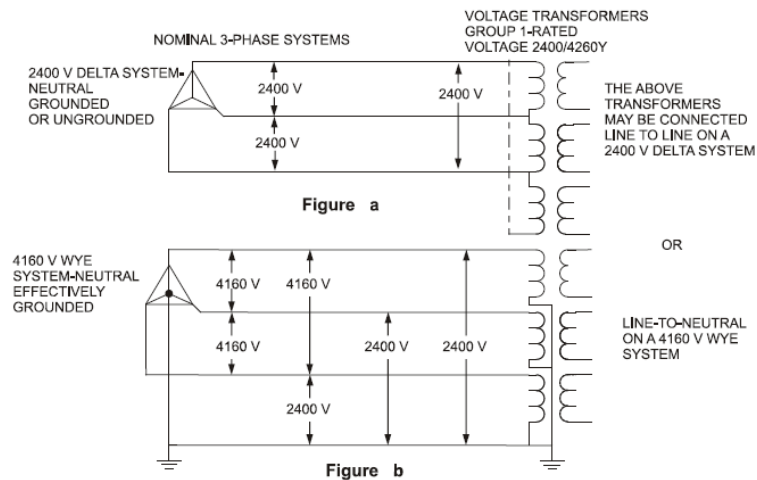 NOMINAL 3-PHASE SYSTEMS
VOLTAGE TRANSFORMERS
GROUP 1-RATED
VOLTAGE 2400/4260Y
2400 V DELTA SYSTEM-
NEUTRAL
GROUNDED
OR UNGROUNDED
2400 V
2400 V
2400 V
THE ABOVE
TRANSFORMERS
MAY BE CONNECTED
LINE TO LINE ON A
2400 V DELTA SYSTEM
Figure a
OR
4160 V WYE
SYSTEM-NEUTRAL
EFFECTIVELY
GROUNDED
4160 V
4160 V
4160 V
2400 V
2400 V
2400 V
LINE-TO-NEUTRAL
ON A 4160 V WYE
SYSTEM
Figure b